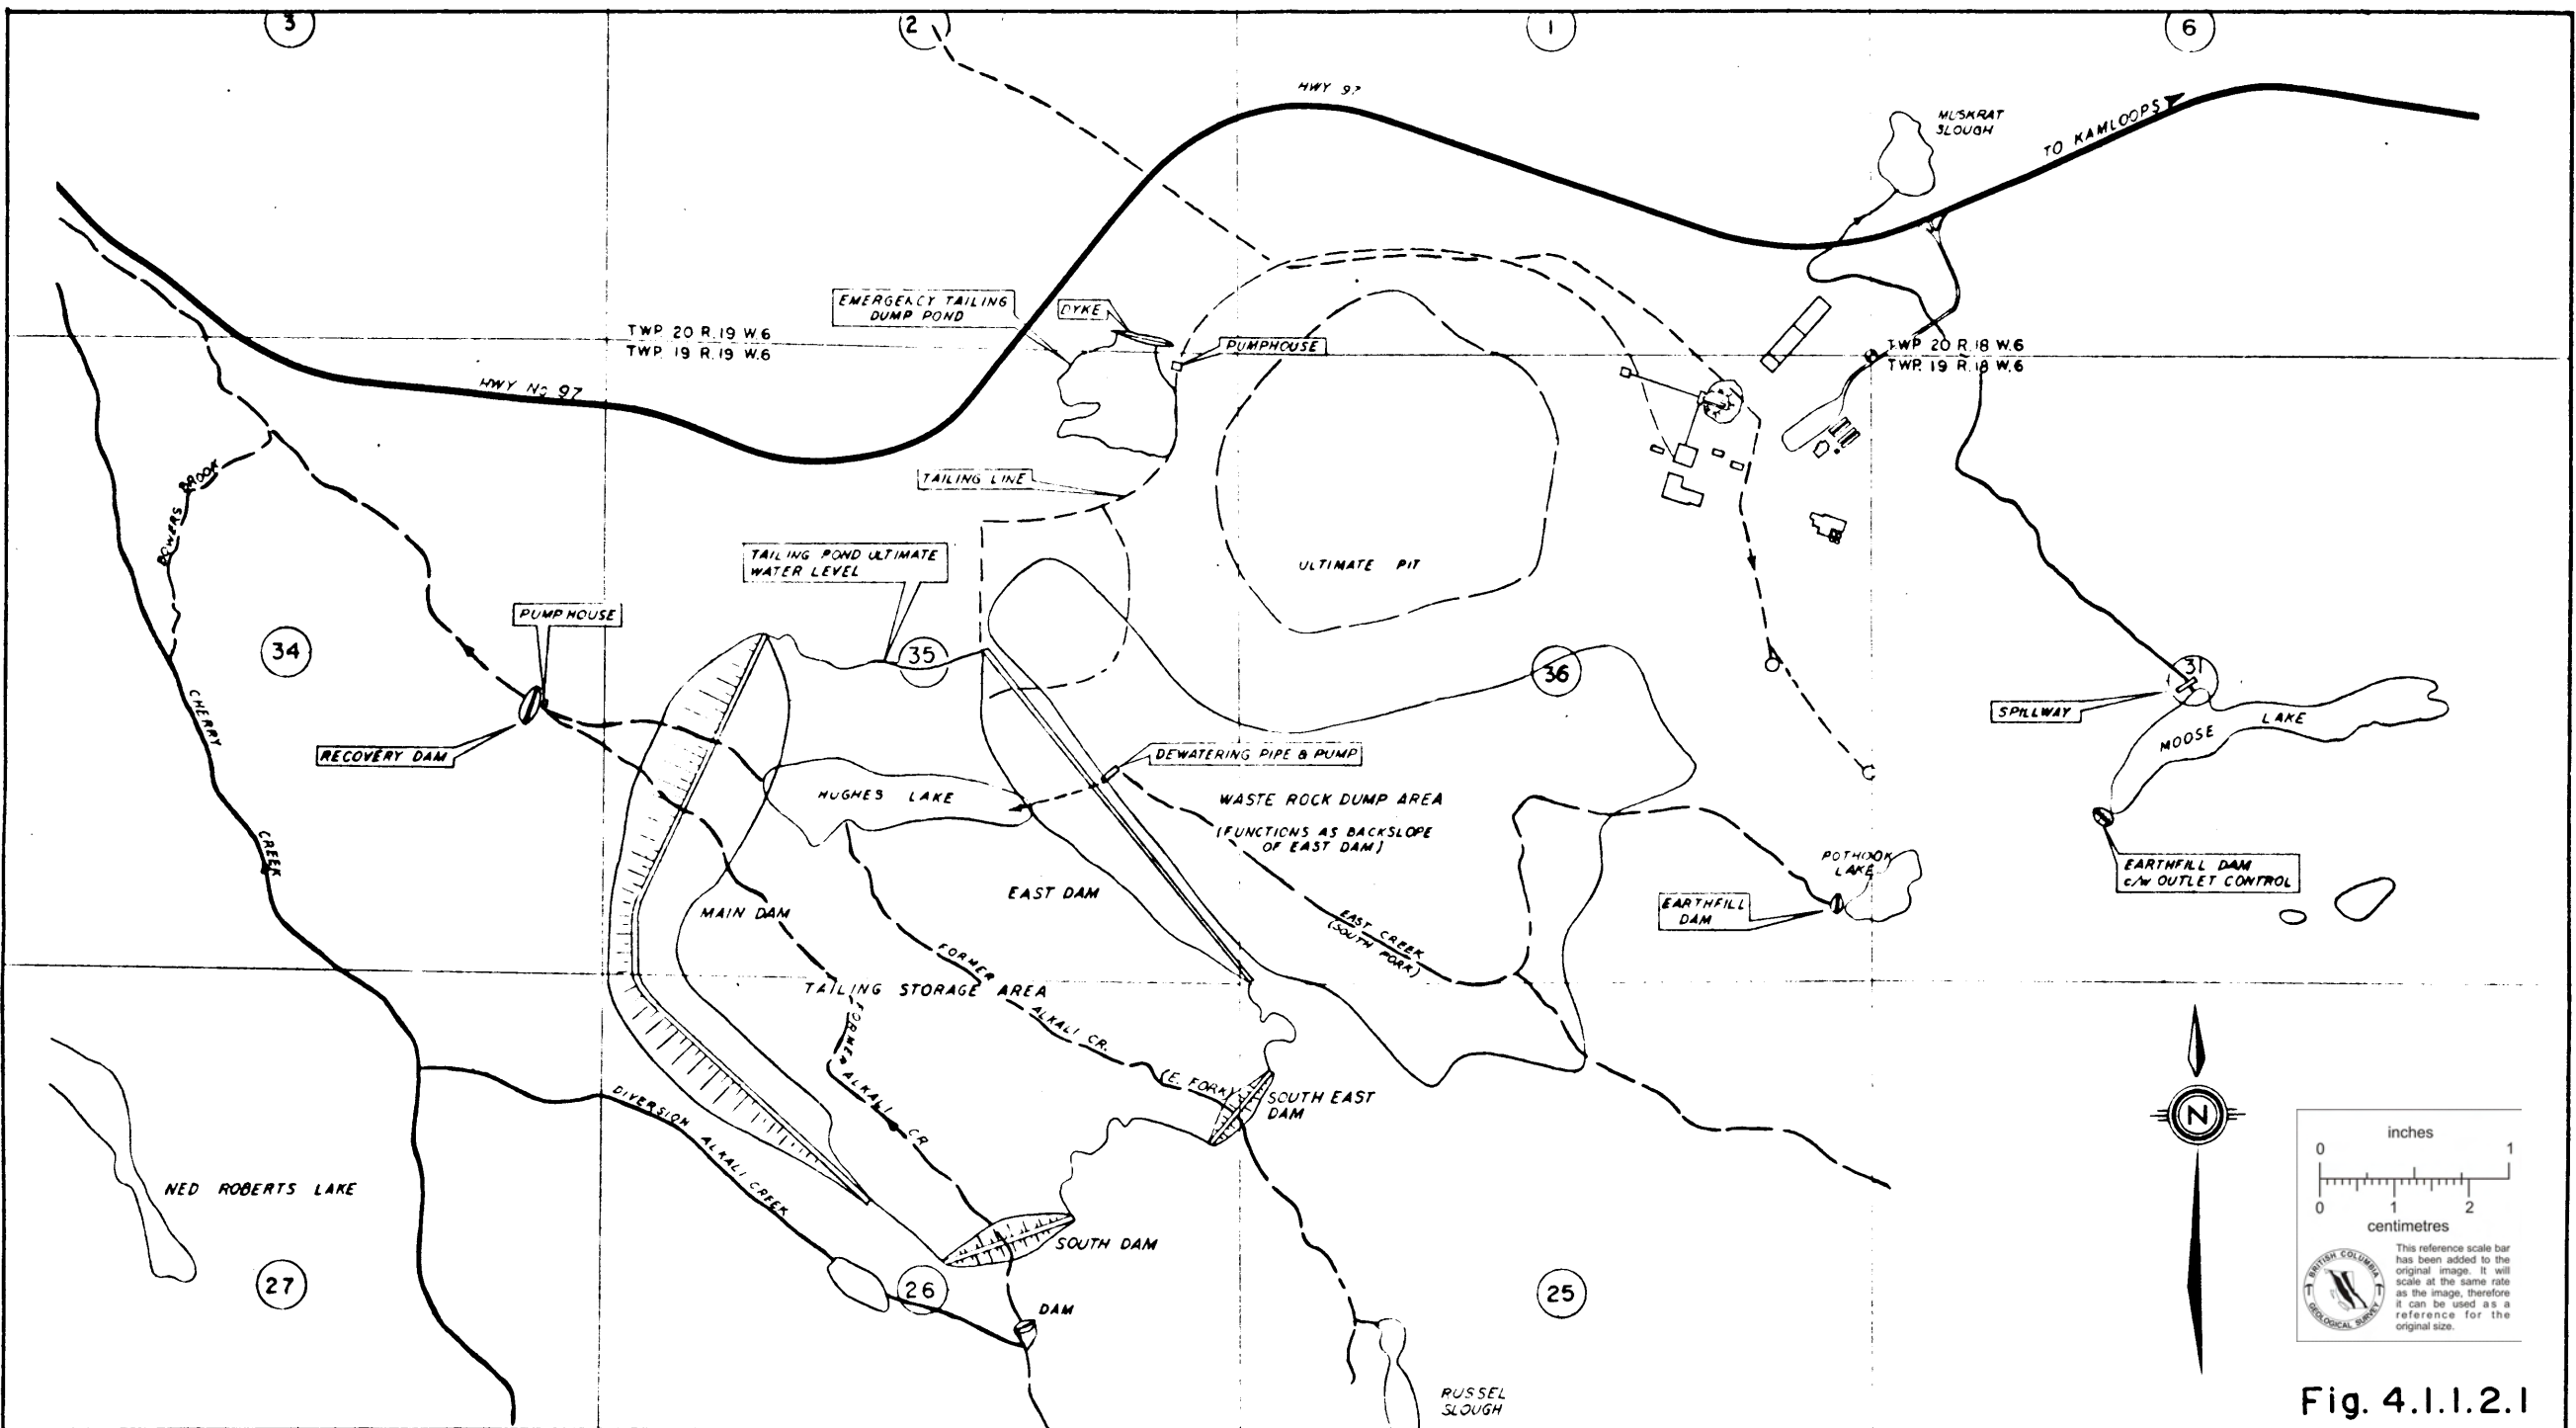 3
2
1
6
HWY 97
MUSKRAT
SLOUGH
TO KAMLOOPS
EMERGENCY TAILING
DUMP POND
DYKE
TWP. 20 R.19 W.6
TWP. 19 R.19 W.6
PUMPHOUSE
TWP. 20 R.18 W.6
TWP. 19 R.18 W.6
HWY No 97
BOWERS BROOK
TAILING LINE
TAILING POND ULTIMATE
WATER LEVEL
ULTIMATE PIT
PUMPHOUSE
34
35
36
31
CHERRY
CREEK
SPILLWAY
MOOSE LAKE
RECOVERY DAM
DEWATERING PIPE & PUMP
HUGHES LAKE
WASTE ROCK DUMP AREA
(FUNCTIONS AS BACKSLOPE
OF EAST DAM)
POTHOOK
LAKE
EARTHFILL DAM
c/w OUTLET CONTROL
EAST DAM
MAIN DAM
EARTHFILL
DAM
EAST CREEK
(SOUTH FORK)
FORMER ALKALI CR.
(E. FORK)
TAILING STORAGE AREA
FORMER ALKALI CR
SOUTH EAST
DAM
DIVERSION ALKALI CREEK
NED ROBERTS LAKE
SOUTH DAM
27
26
25
DAM
RUSSEL
SLOUGH
N
inches
0 1
0 1 2
centimetres
BRITISH COLUMBIA
GEOLOGICAL SURVEY
This reference scale bar
has been added to the
original image. It will
scale at the same rate
as the image, therefore
it can be used as a
reference for the
original size.
Fig. 4.1.1.2.1